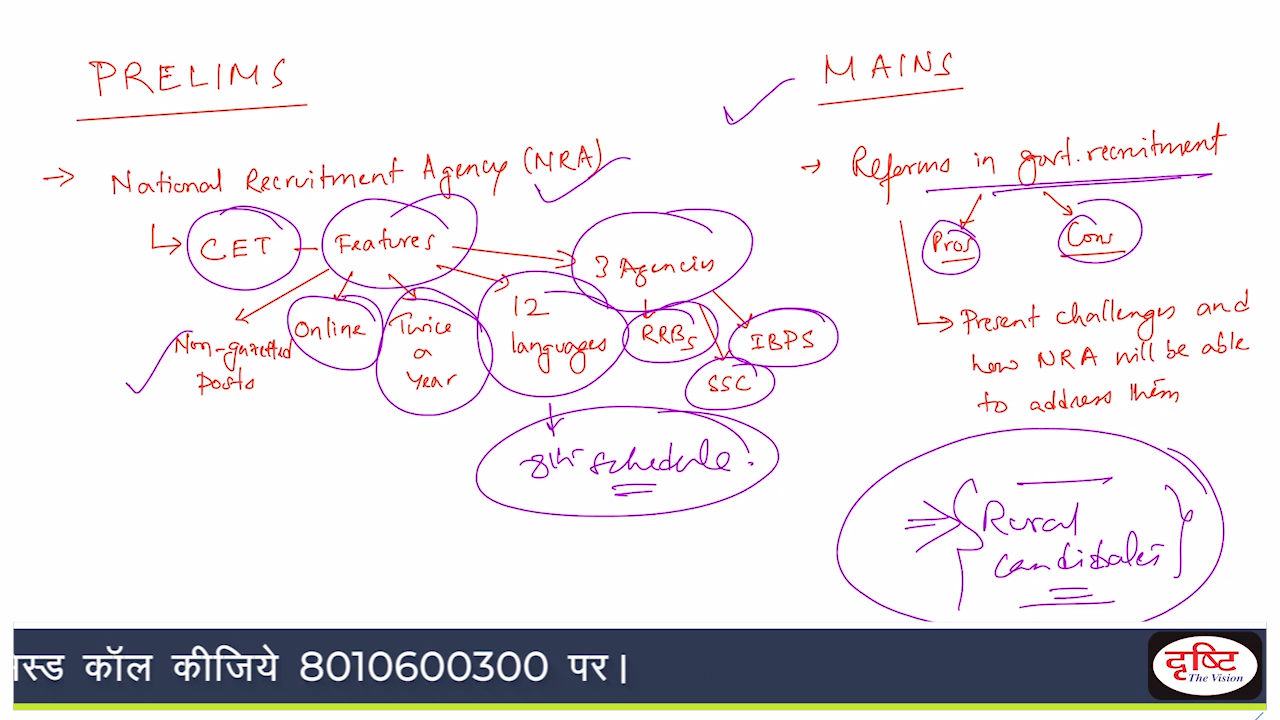 PRELIMS
→ National Recruitment Agency (NRA)
CET
Features
3 Agencies
Non-gazetted
Posts
Online
Twice
a
Year
12
languages
RRBs
SSC
IBPS
8th schedule.
MAINS
→ Reforms in govt. recruitment
Pros
Cons
Present challenges and
how NRA will be able
to address them
⇒ { Rural
candidates }
स्ड कॉल कीजिये 8010600300 पर।
दृष्टि
The Vision